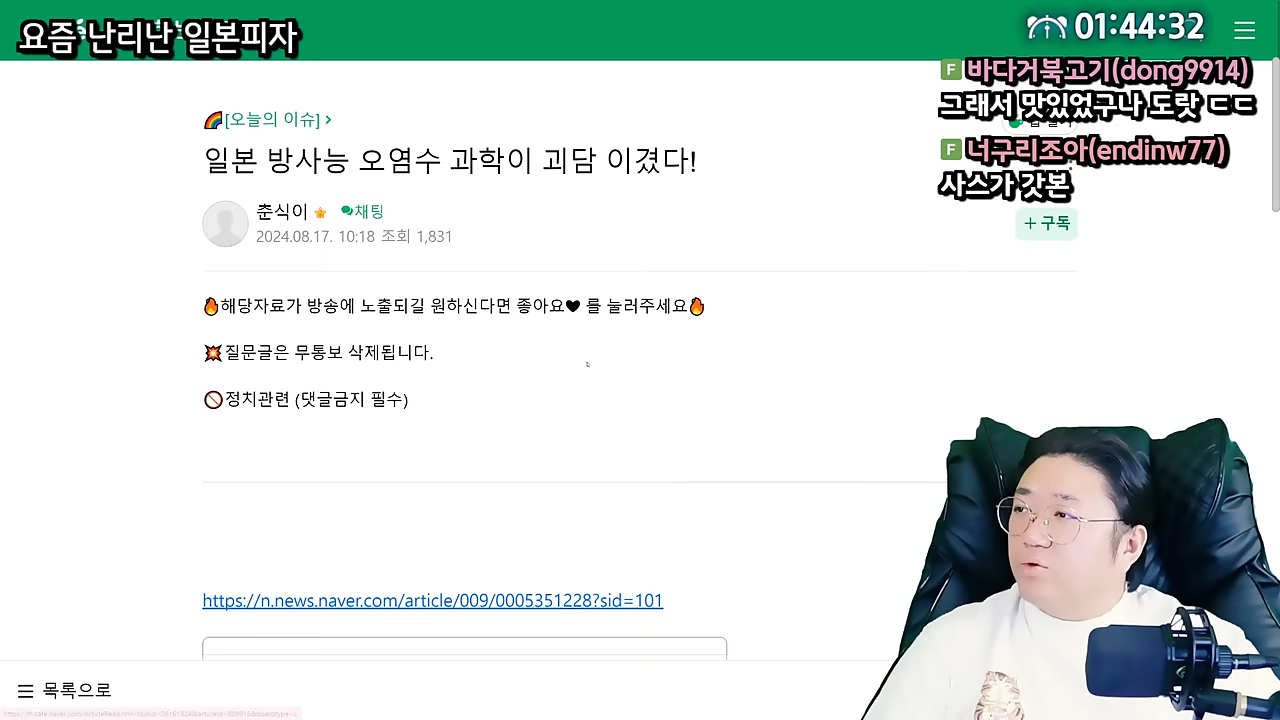 요즘 난리난 일본피자
01:44:32
바다거북고기(dong9914)
그래서 맛있었구나 도랏 ㄷㄷ
너구리조아(endinw77)
사스가 갓본
[오늘의 이슈] >
일본 방사능 오염수 과학이 괴담 이겼다!
춘식이 채팅
2024.08.17. 10:18 조회 1,831
+ 구독
해당자료가 방송에 노출되길 원하신다면 좋아요🖤 를 눌러주세요
질문글은 무통보 삭제됩니다.
정치관련 (댓글금지 필수)
https://n.news.naver.com/article/009/0005351228?sid=101
목록으로